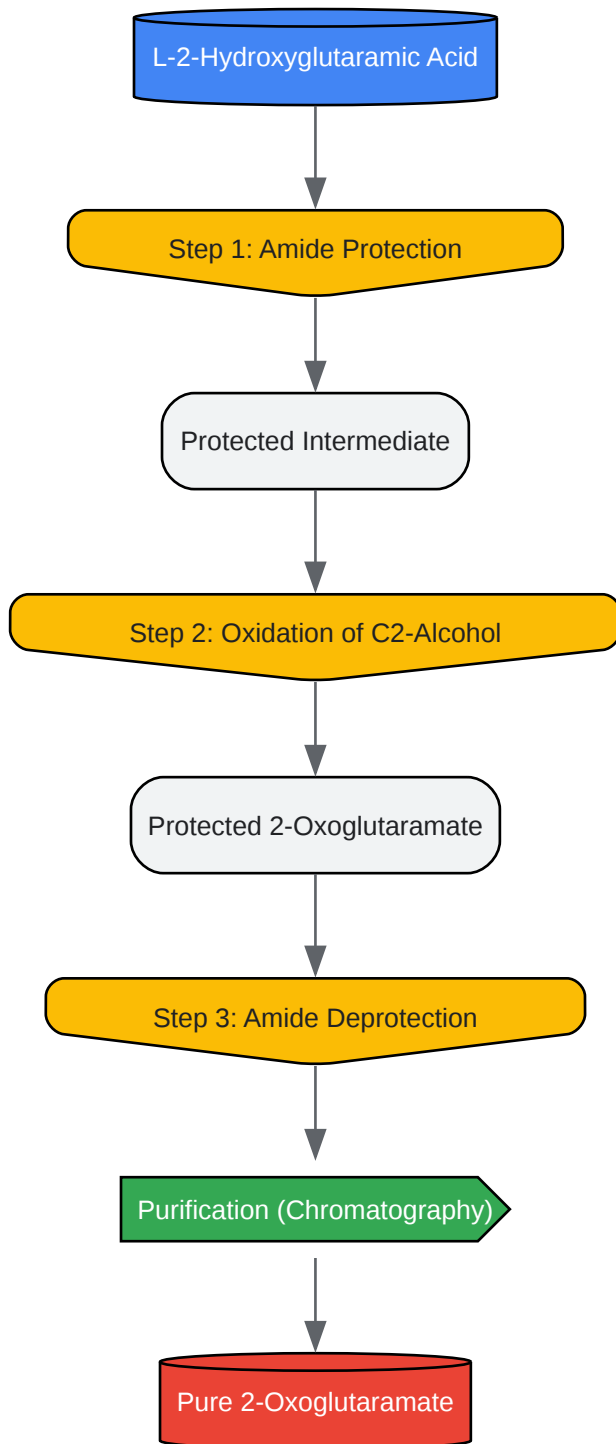 L-2-Hydroxyglutaramic Acid
Step 1: Amide Protection
Protected Intermediate
Step 2: Oxidation of C2-Alcohol
Protected 2-Oxoglutaramate
Step 3: Amide Deprotection
Purification (Chromatography)
Pure 2-Oxoglutaramate